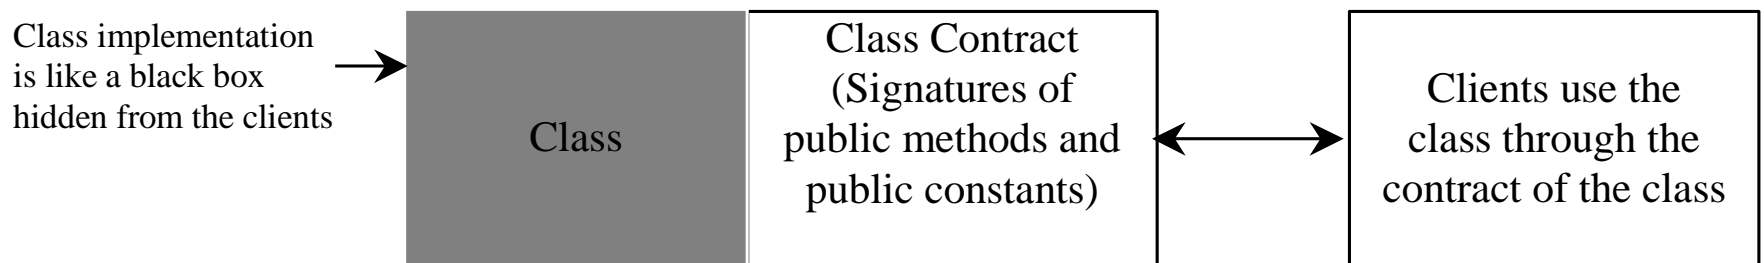 Class implementation
is like a black box
hidden from the clients
Class
Class Contract
(Signatures of
public methods and
public constants)
Clients use the
class through the
contract of the class